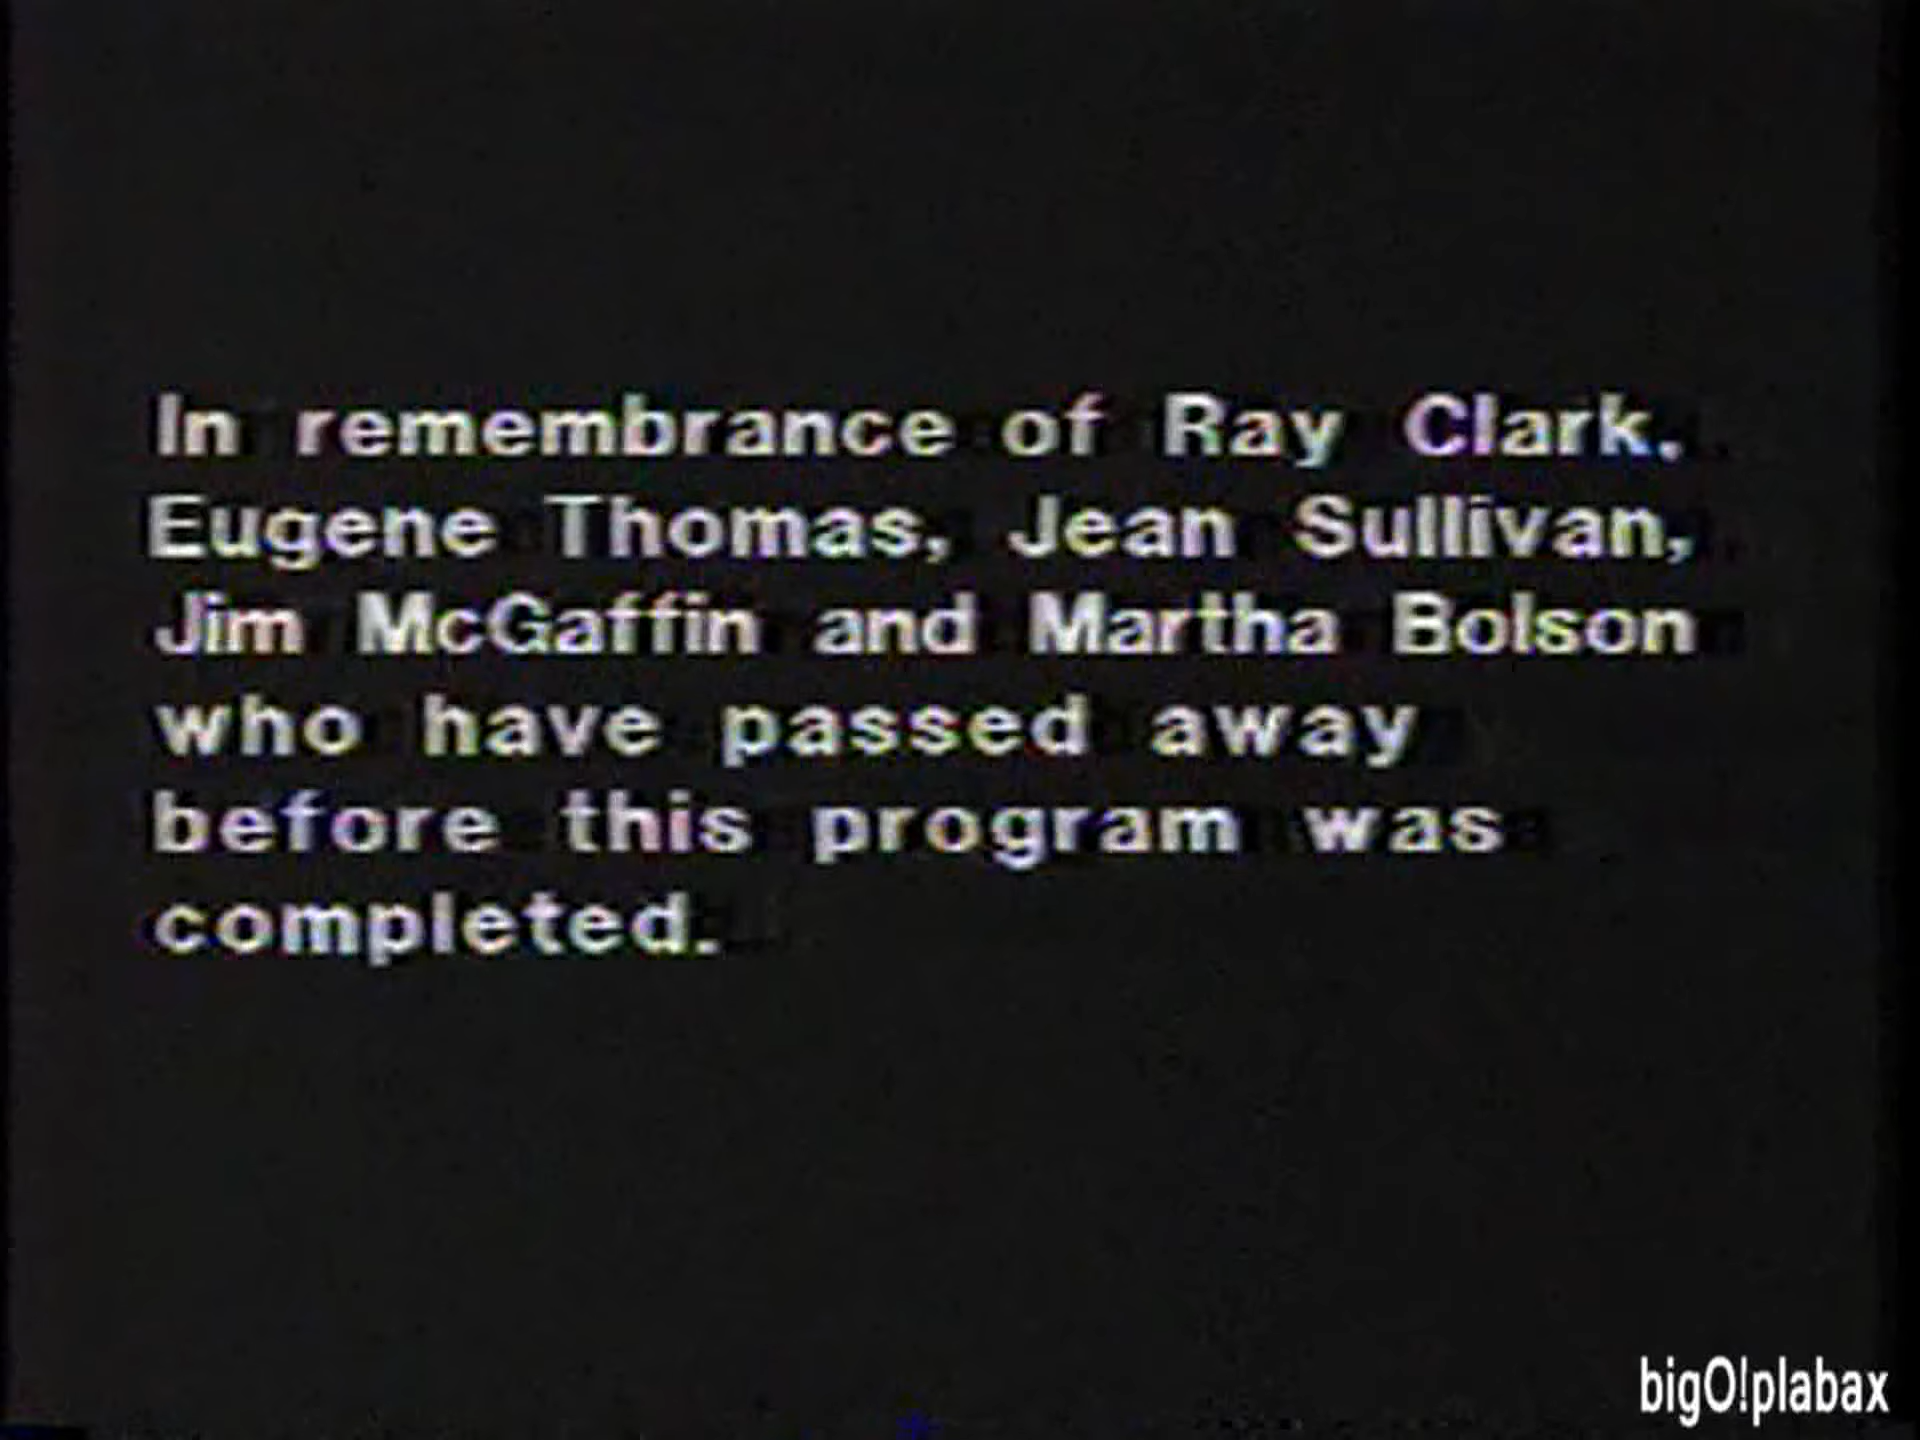 In remembrance of Ray Clark,
Eugene Thomas, Jean Sullivan,
Jim McGaffin and Martha Bolson
who have passed away
before this program was
completed.
bigO!plabax